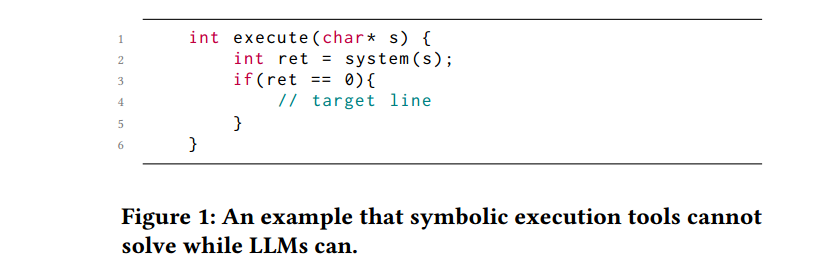 1 int execute(char* s) {
2 int ret = system(s);
3 if(ret == 0){
4 // target line
5 }
6 }
Figure 1: An example that symbolic execution tools cannot
solve while LLMs can.